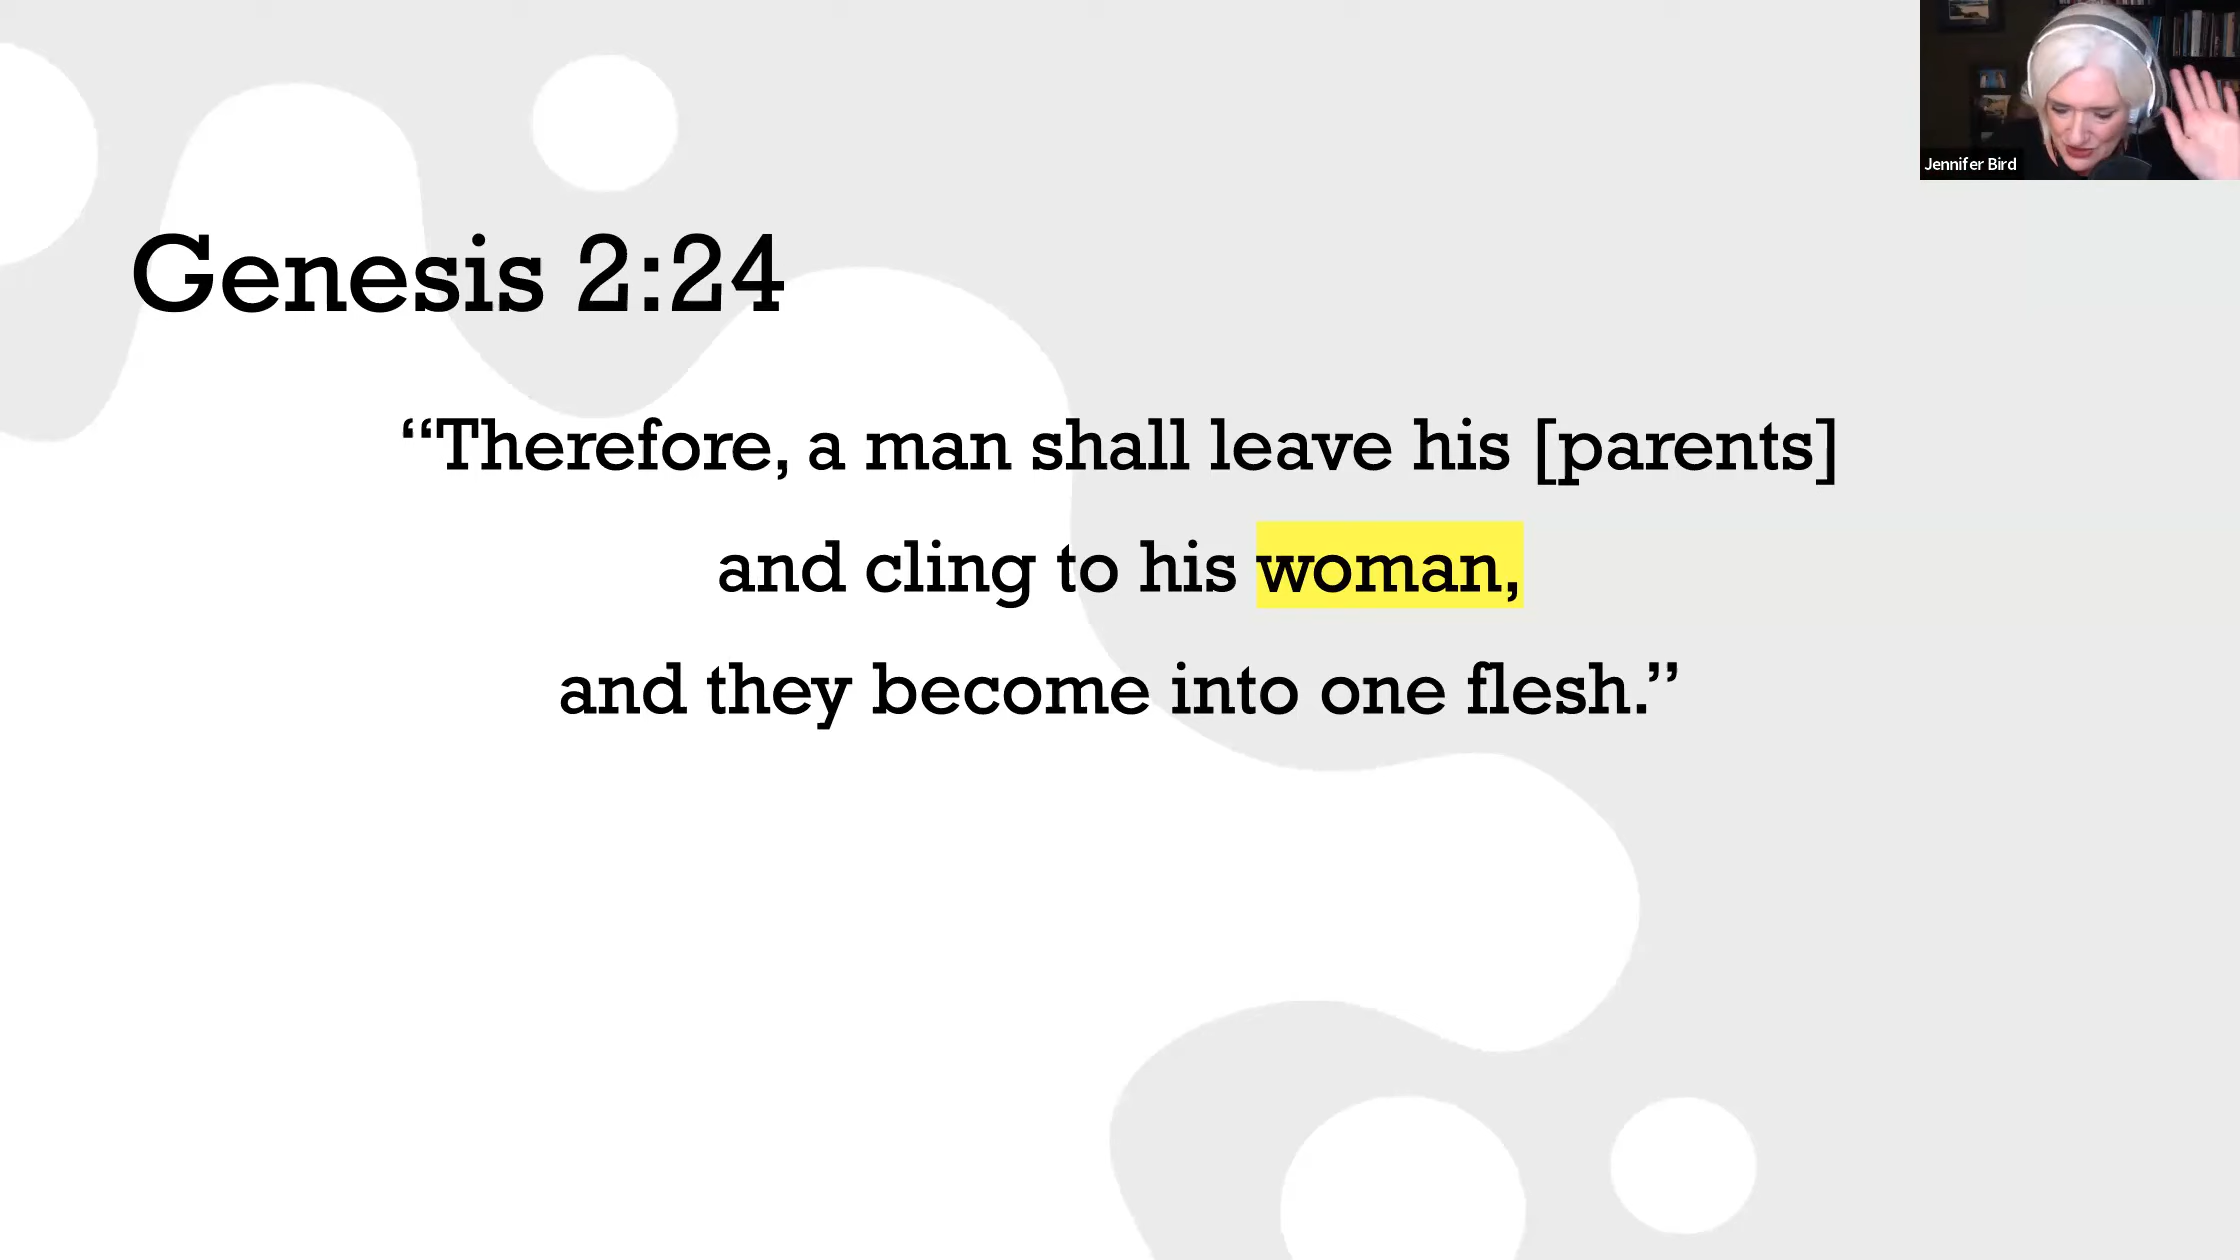 Jennifer Bird
Genesis 2:24
“Therefore, a man shall leave his [parents]
and cling to his woman,
and they become into one flesh.”